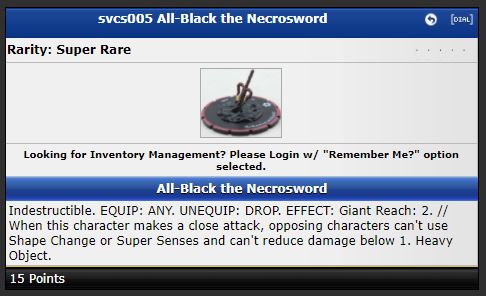 svcs005 All-Black the Necrosword
[DIAL]
Rarity: Super Rare
Looking for Inventory Management? Please Login w/ "Remember Me?" option
selected.
All-Black the Necrosword
Indestructible. EQUIP: ANY. UNEQUIP: DROP. EFFECT: Giant Reach: 2. //
When this character makes a close attack, opposing characters can't use
Shape Change or Super Senses and can't reduce damage below 1. Heavy
Object.
15 Points